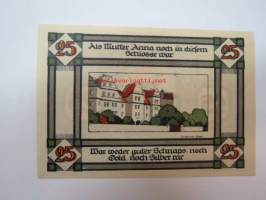 25 Als Mutter Anna noch in diesem 25
Schlosse war
25 War weder guter Schnaps, noch 25
Gold, noch Silber rar